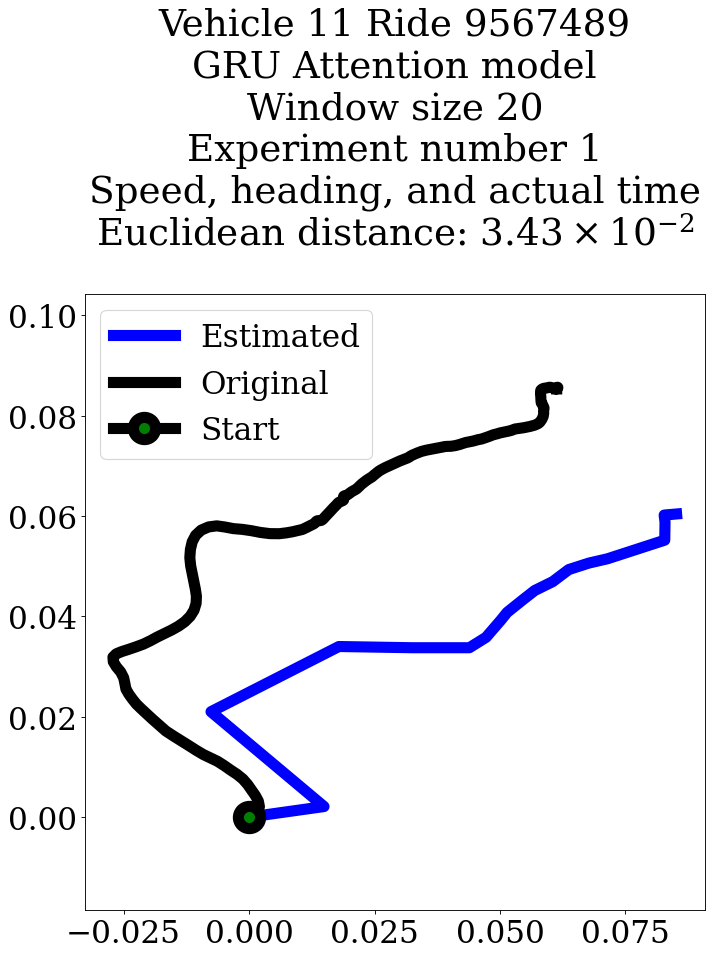 Vehicle 11 Ride 9567489
GRU Attention model
Window size 20
Experiment number 1
Speed, heading, and actual time
Euclidean distance: 3.43 × 10⁻²
Estimated
Original
Start
0.10
0.08
0.06
0.04
0.02
0.00
−0.025 0.000 0.025 0.050 0.075